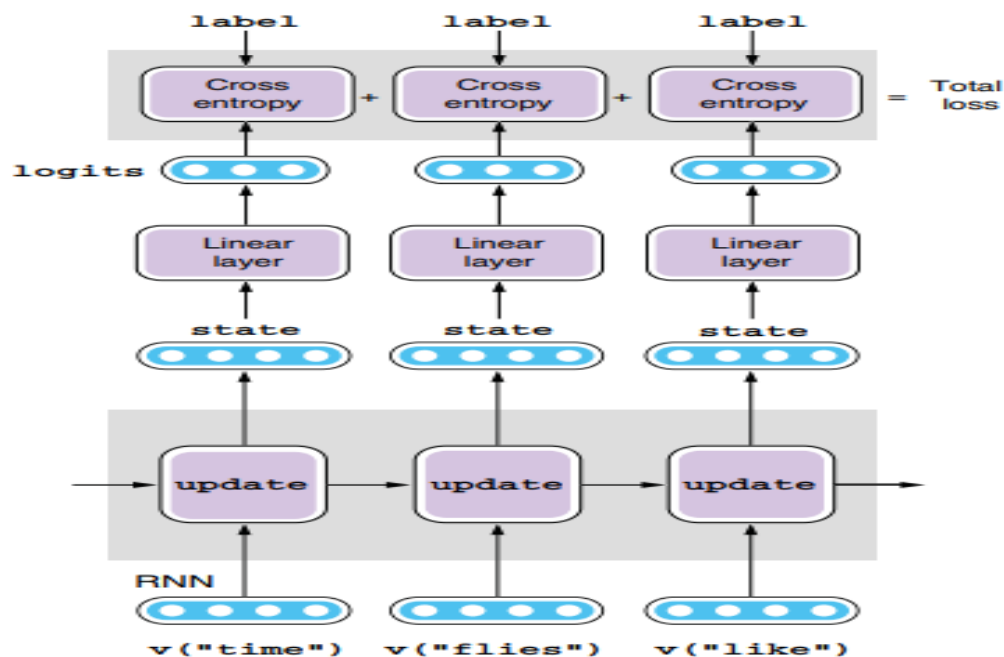 label label label
Cross entropy + Cross entropy + Cross entropy = Total loss
logits
Linear layer Linear layer Linear layer
state state state
update update update
RNN
v("time") v("flies") v("like")